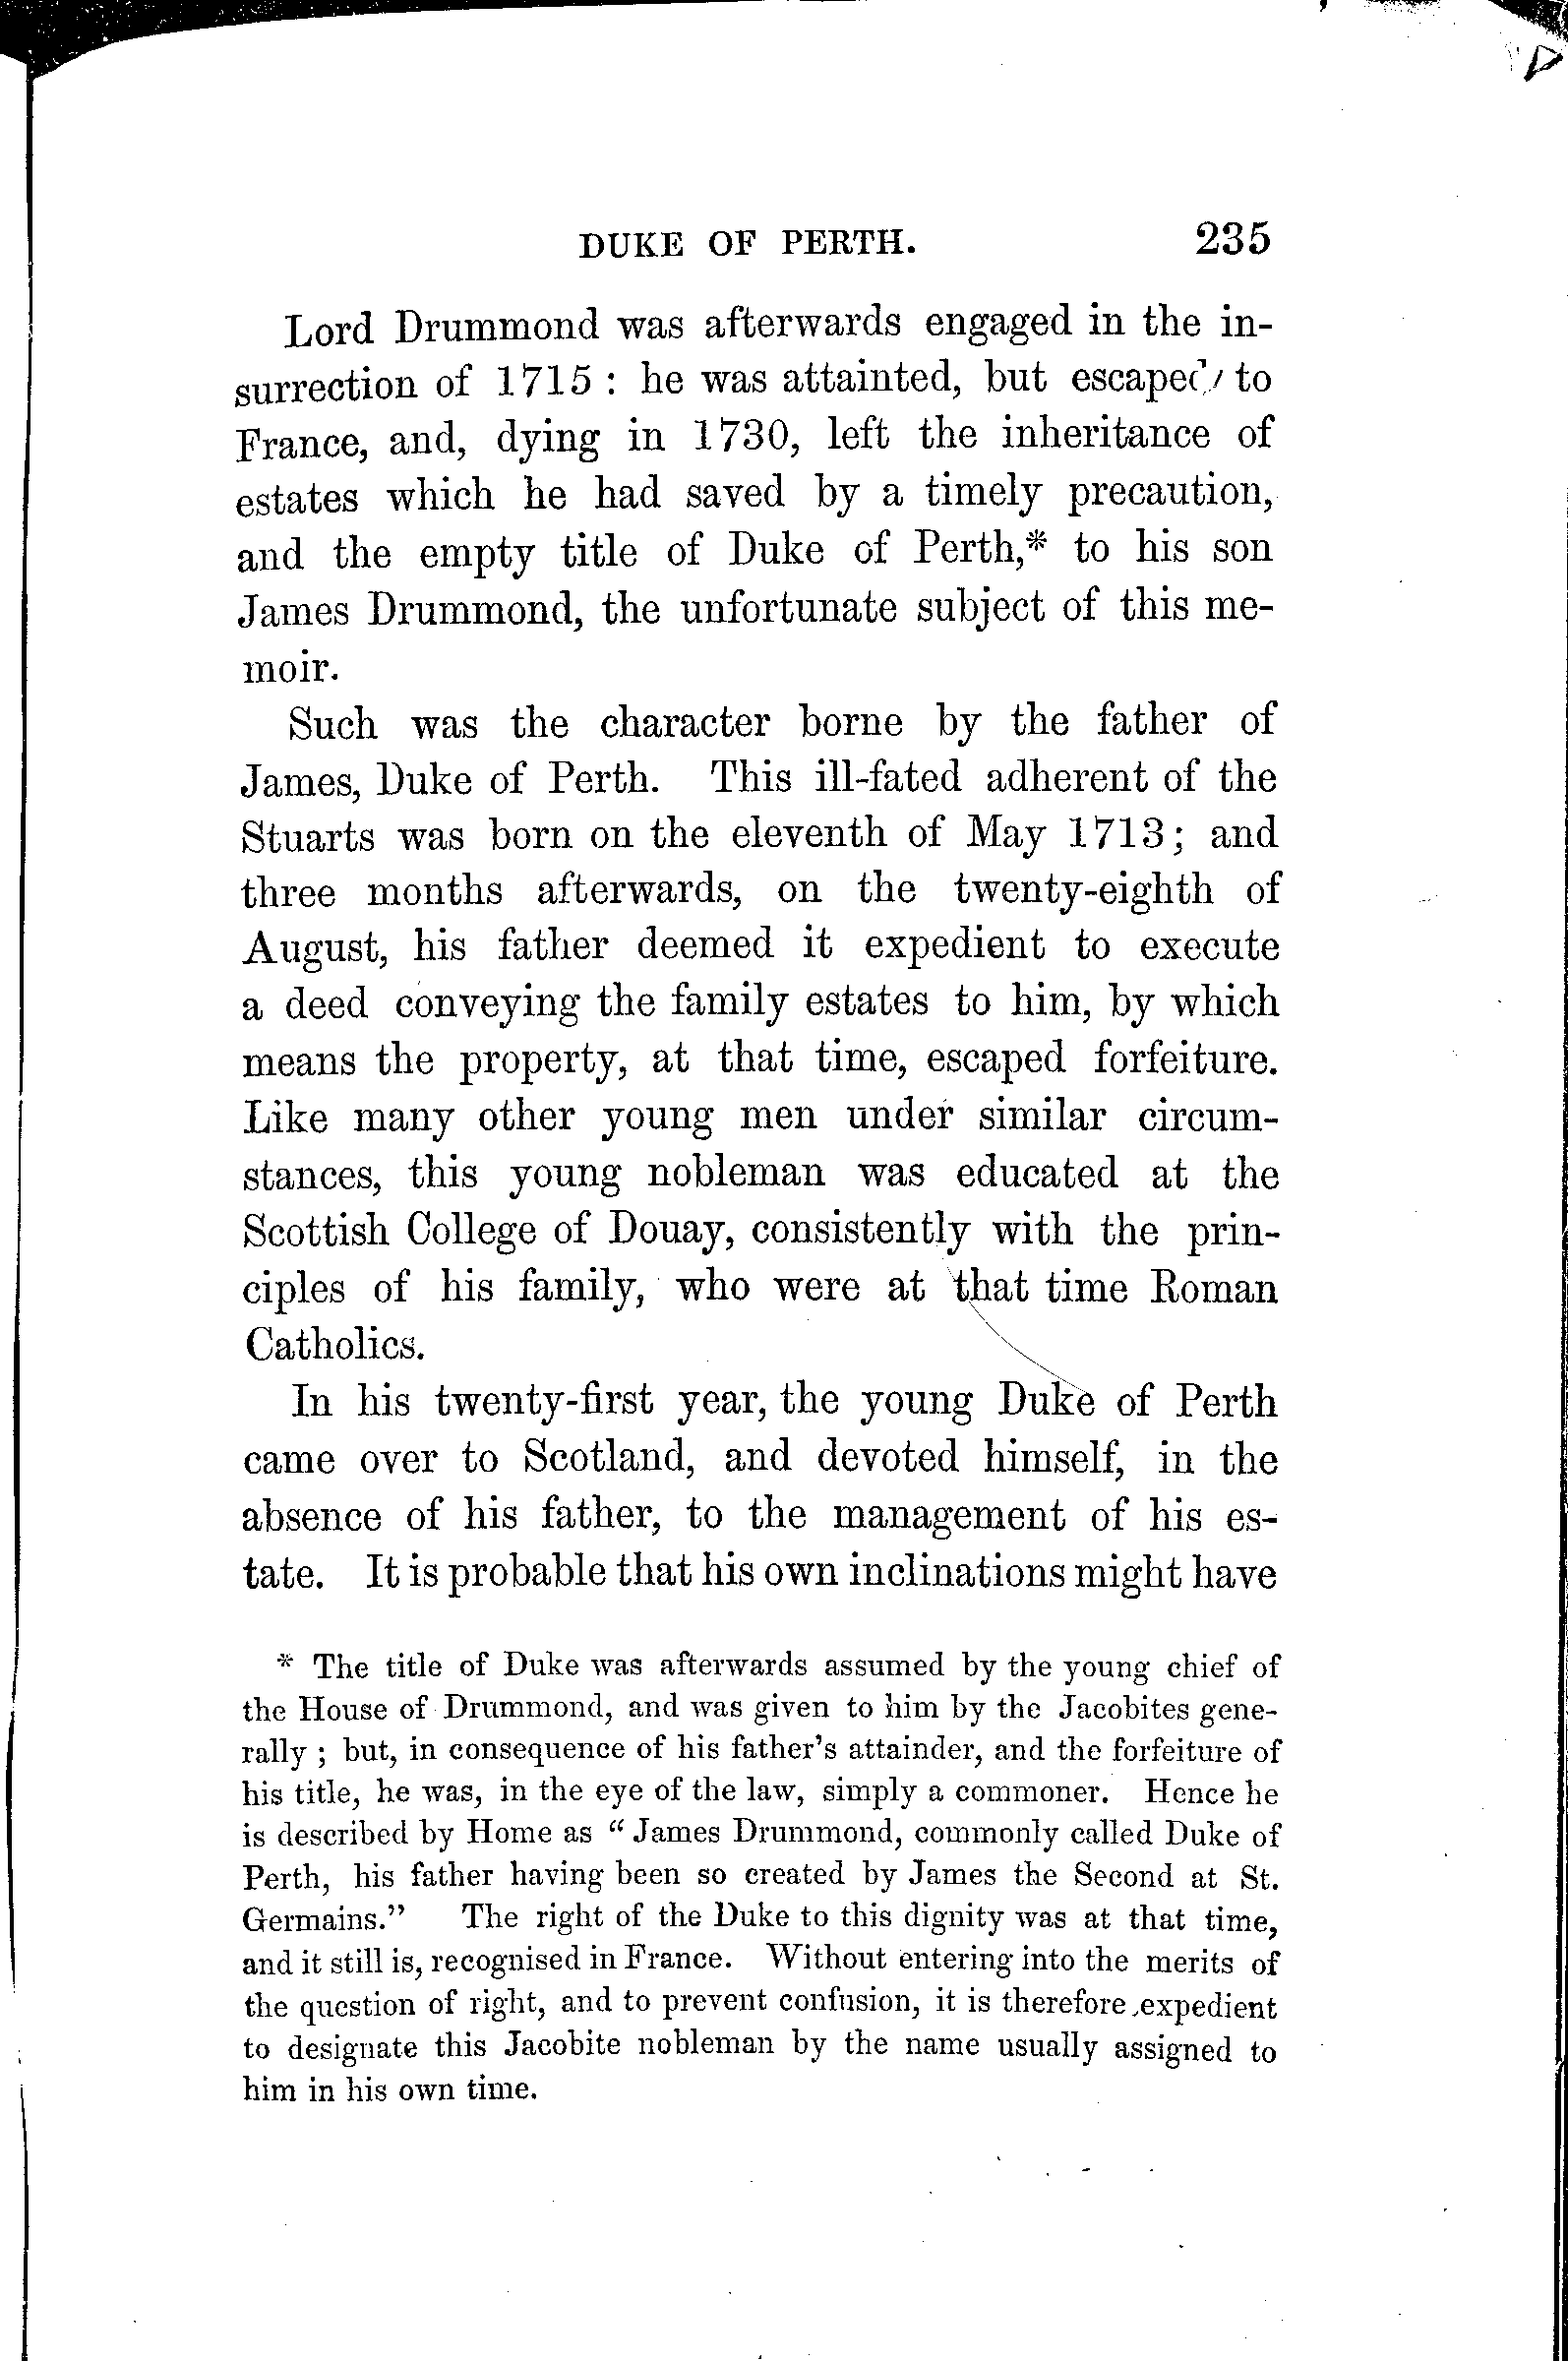 DUKE OF PERTH. 235
Lord Drummond was afterwards engaged in the in-
surrection of 1715 : he was attainted, but escaped to
France, and, dying in 1730, left the inheritance of
estates which he had saved by a timely precaution,
and the empty title of Duke of Perth,* to his son
James Drummond, the unfortunate subject of this me-
moir.
Such was the character borne by the father of
James, Duke of Perth. This ill-fated adherent of the
Stuarts was born on the eleventh of May 1713; and
three months afterwards, on the twenty-eighth of
August, his father deemed it expedient to execute
a deed conveying the family estates to him, by which
means the property, at that time, escaped forfeiture.
Like many other young men under similar circum-
stances, this young nobleman was educated at the
Scottish College of Douay, consistently with the prin-
ciples of his family, who were at that time Roman
Catholics.
In his twenty-first year, the young Duke of Perth
came over to Scotland, and devoted himself, in the
absence of his father, to the management of his es-
tate. It is probable that his own inclinations might have
* The title of Duke was afterwards assumed by the young chief of
the House of Drummond, and was given to him by the Jacobites gene-
rally ; but, in consequence of his father's attainder, and the forfeiture of
his title, he was, in the eye of the law, simply a commoner. Hence he
is described by Home as “ James Drummond, commonly called Duke of
Perth, his father having been so created by James the Second at St.
Germains.” The right of the Duke to this dignity was at that time,
and it still is, recognised in France. Without entering into the merits of
the question of right, and to prevent confusion, it is therefore expedient
to designate this Jacobite nobleman by the name usually assigned to
him in his own time.